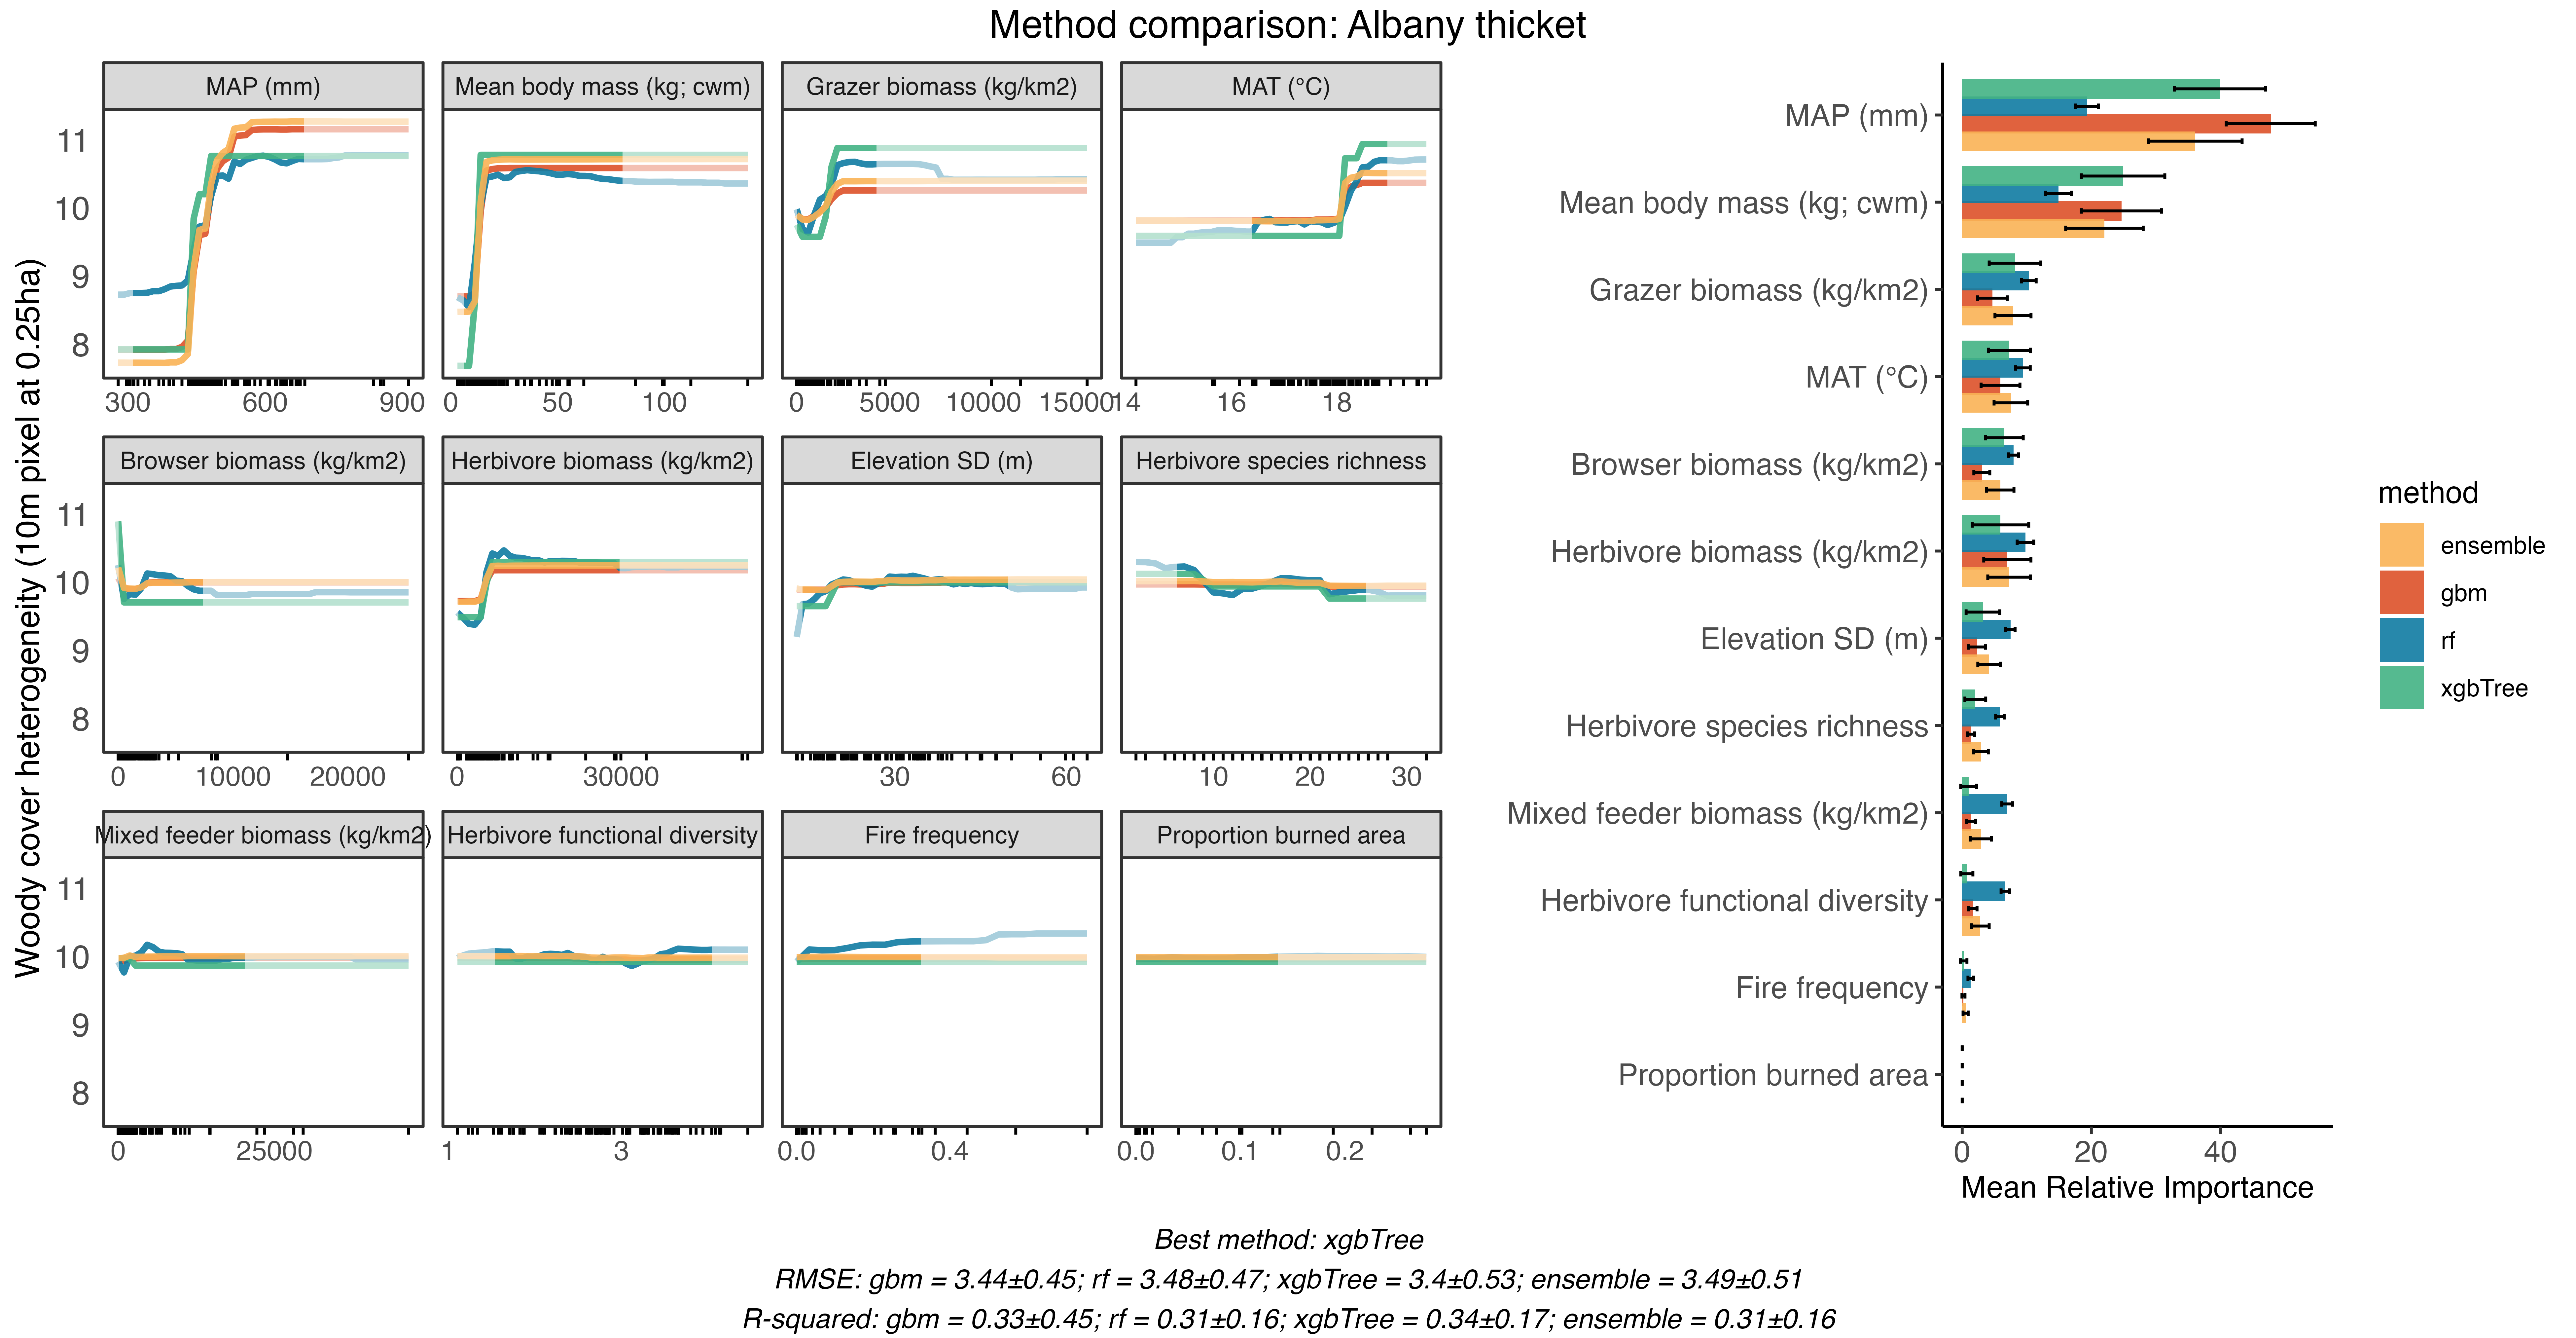 Method comparison: Albany thicket
Woody cover heterogeneity (10m pixel at 0.25ha)
MAP (mm)
Mean body mass (kg; cwm)
Grazer biomass (kg/km2)
MAT (°C)
11
10
9
8
300 600 900
0 50 100
0 5000 10000 15000
14 16 18
Browser biomass (kg/km2)
Herbivore biomass (kg/km2)
Elevation SD (m)
Herbivore species richness
11
10
9
8
0 10000 20000
0 30000
30 60
10 20 30
Mixed feeder biomass (kg/km2)
Herbivore functional diversity
Fire frequency
Proportion burned area
11
10
9
8
0 25000
1 3
0.0 0.4
0.0 0.1 0.2
MAP (mm)
Mean body mass (kg; cwm)
Grazer biomass (kg/km2)
MAT (°C)
Browser biomass (kg/km2)
Herbivore biomass (kg/km2)
Elevation SD (m)
Herbivore species richness
Mixed feeder biomass (kg/km2)
Herbivore functional diversity
Fire frequency
Proportion burned area
0 20 40
Mean Relative Importance
method
ensemble
gbm
rf
xgbTree
Best method: xgbTree
RMSE: gbm = 3.44±0.45; rf = 3.48±0.47; xgbTree = 3.4±0.53; ensemble = 3.49±0.51
R-squared: gbm = 0.33±0.45; rf = 0.31±0.16; xgbTree = 0.34±0.17; ensemble = 0.31±0.16